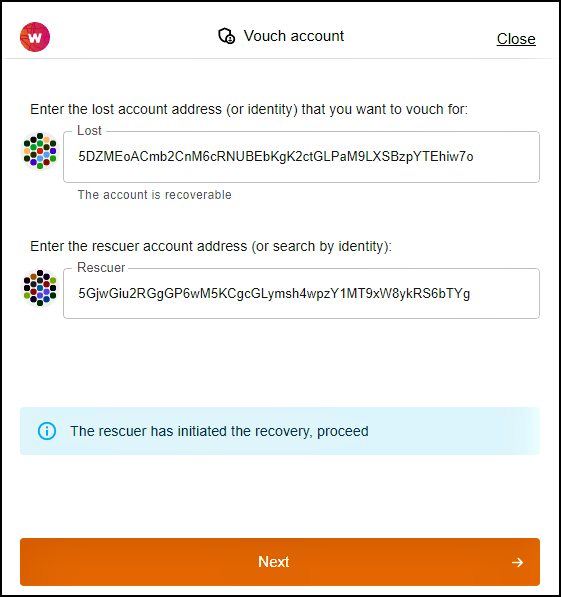 w
Vouch account
Close
Enter the lost account address (or identity) that you want to vouch for:
Lost
5DZMEoACmb2CnM6cRNUBEbKgK2ctGLPaM9LXSBzpYTEhiw7o
The account is recoverable
Enter the rescuer account address (or search by identity):
Rescuer
5GjwGiu2RGgGP6wM5KCgcGLymsh4wpzY1MT9xW8ykRS6bTYg
The rescuer has initiated the recovery, proceed
Next